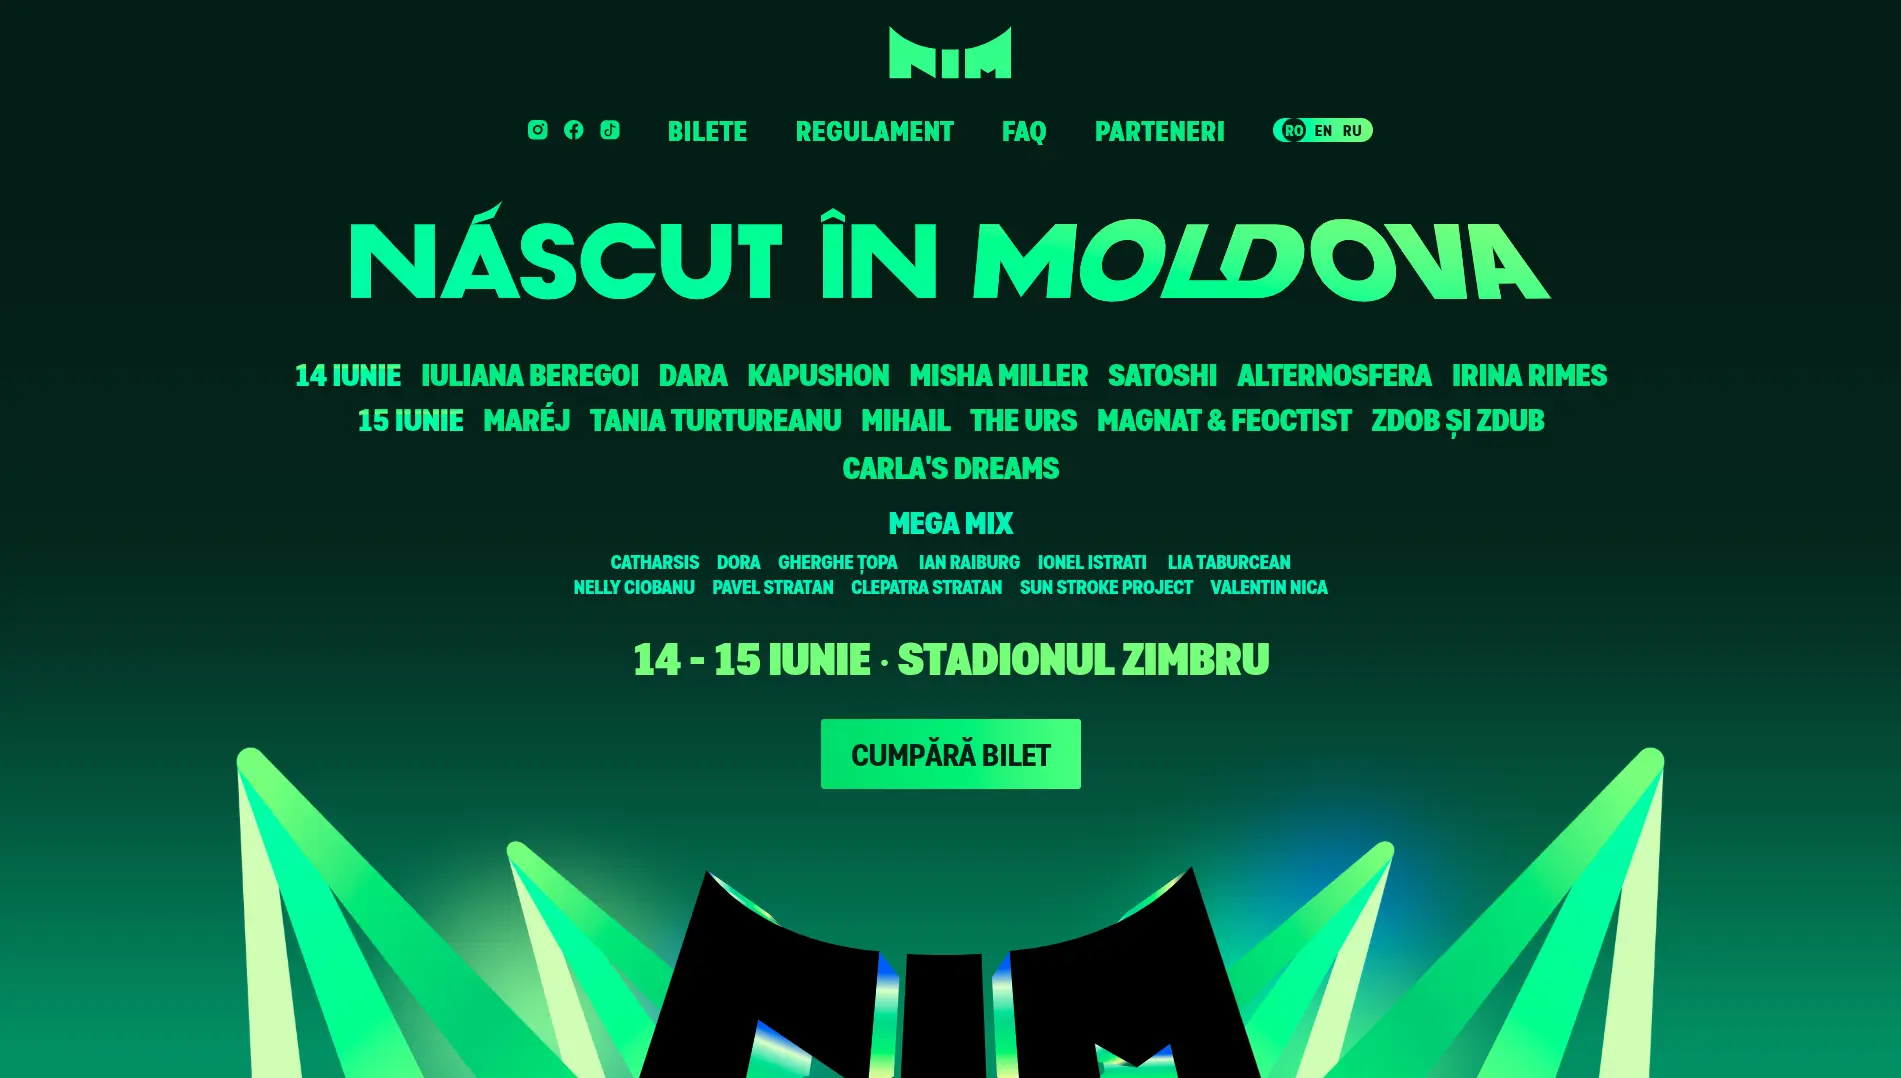 NIM
BILETE REGULAMENT FAQ PARTENERI RO EN RU
NÁSCUT ÎN MOLDOVA
14 IUNIE IULIANA BEREGOI DARA KAPUSHON MISHA MILLER SATOSHI ALTERNOSFERA IRINA RIMES
15 IUNIE MARÉJ TANIA TURTUREANU MIHAIL THE URS MAGNAT & FEOCTIST ZDOB ȘI ZDUB
CARLA'S DREAMS
MEGA MIX
CATHARSIS DORA GHERGHE ȚOPA IAN RAIBURG IONEL ISTRATI LIA TABURCEAN
NELLY CIOBANU PAVEL STRATAN CLEPATRA STRATAN SUN STROKE PROJECT VALENTIN NICA
14 - 15 IUNIE · STADIONUL ZIMBRU
CUMPĂRĂ BILET
NIM